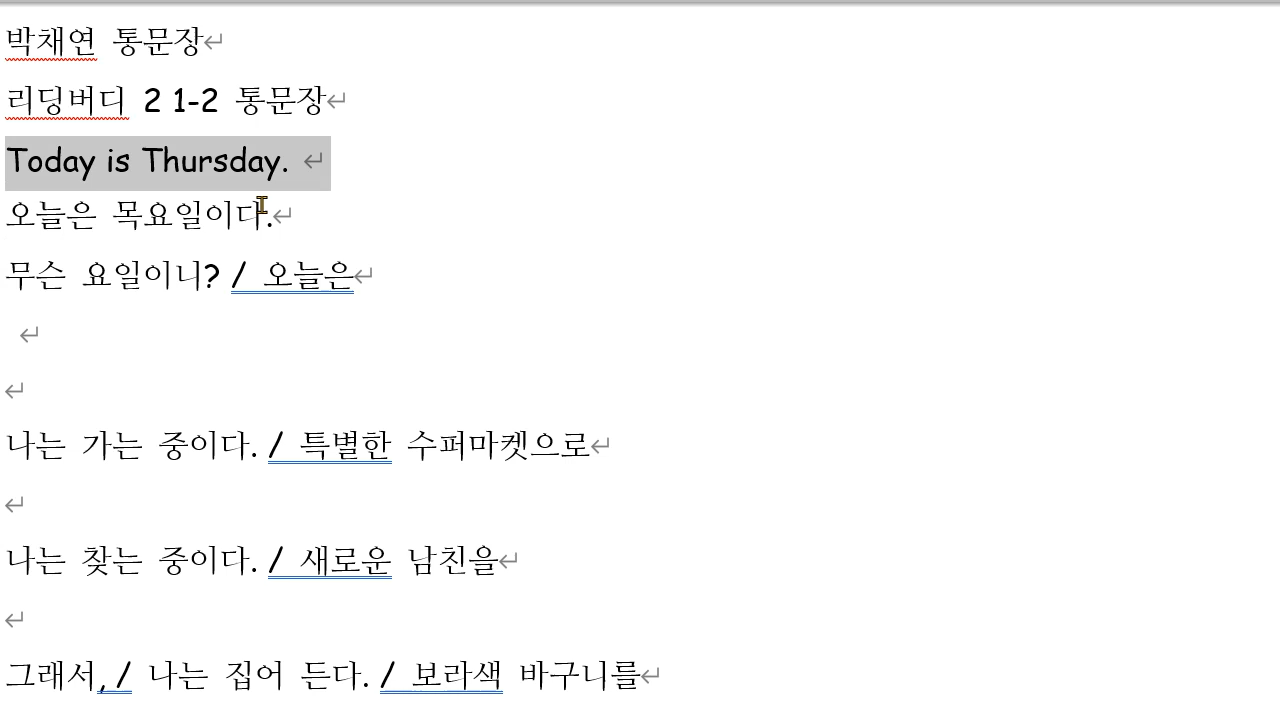 박채연 통문장
리딩버디 2 1-2 통문장
Today is Thursday.
오늘은 목요일이다.
무슨 요일이니? / 오늘은
나는 가는 중이다. / 특별한 수퍼마켓으로
나는 찾는 중이다. / 새로운 남친을
그래서, / 나는 집어 든다. / 보라색 바구니를